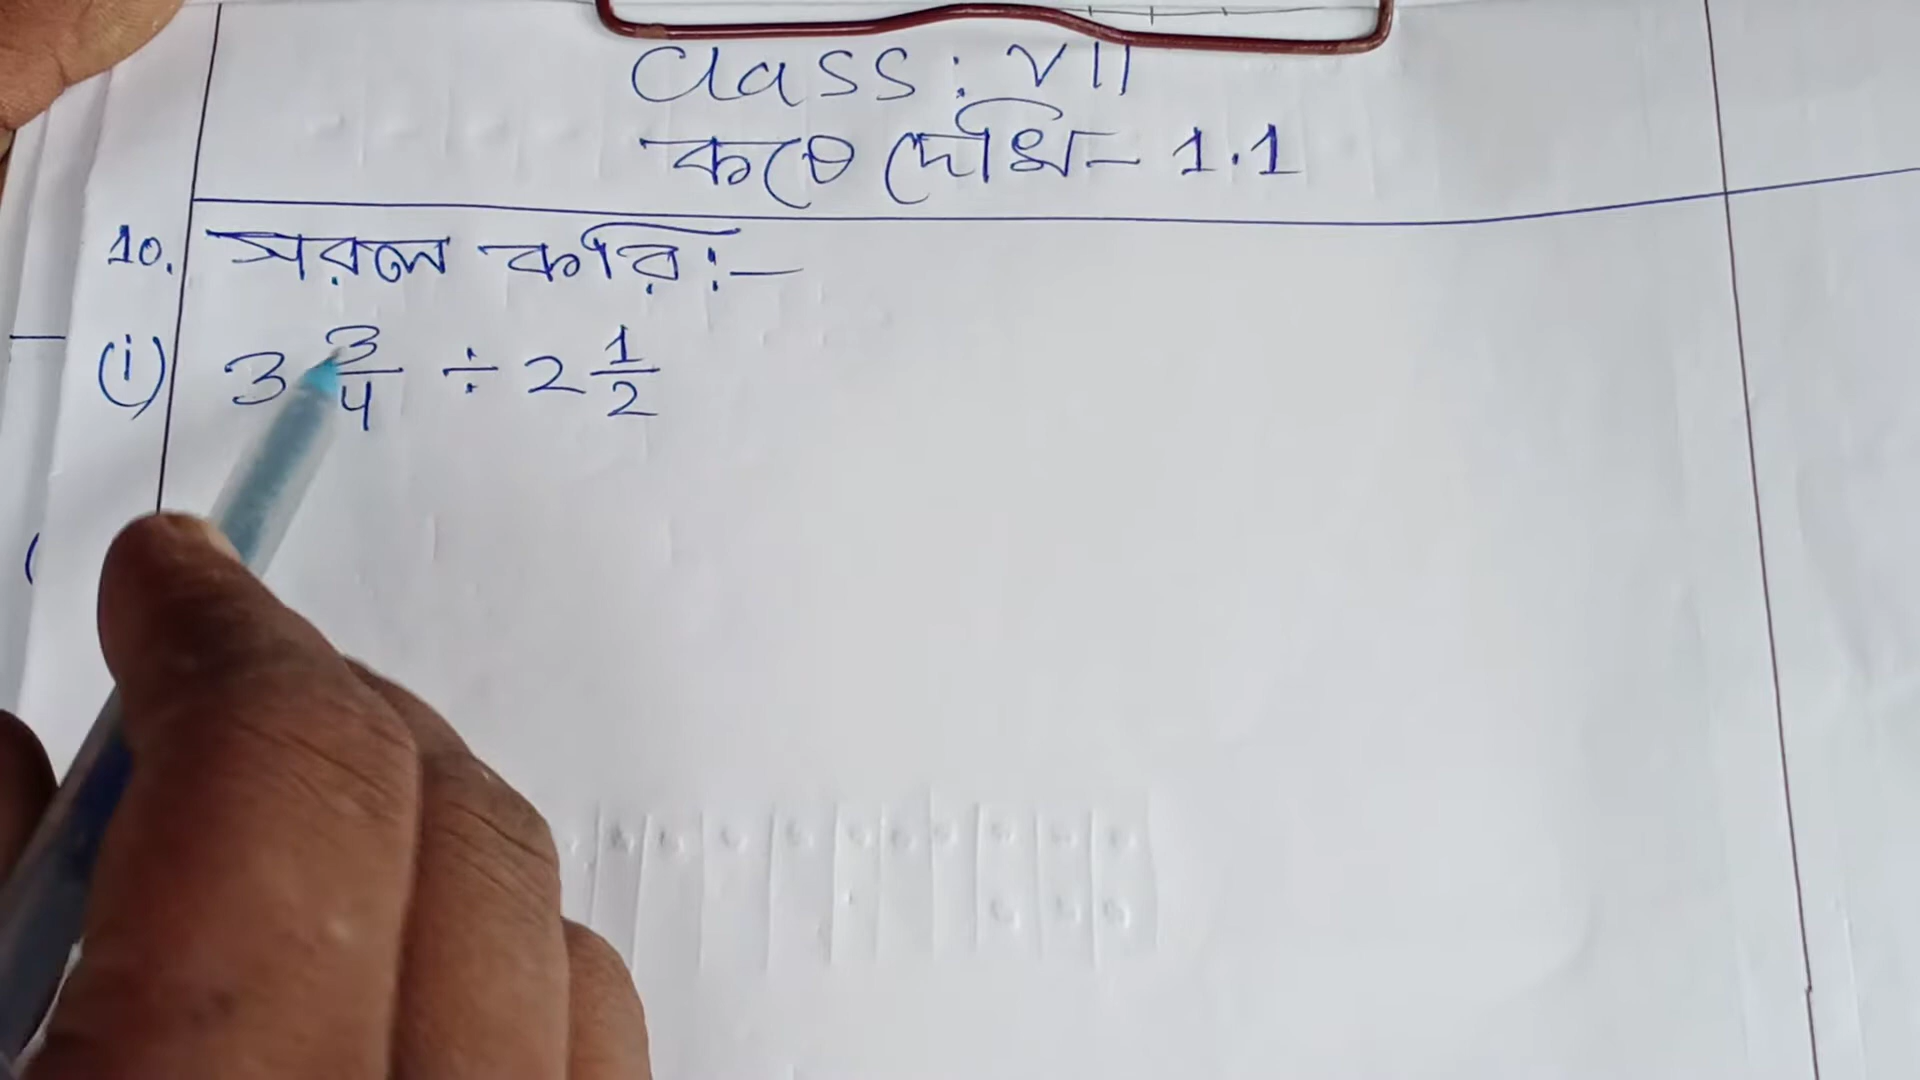 Class: VII
কষে দেখি- 1.1
10. সরল করি:-
(i) 3 3/4 ÷ 2 1/2